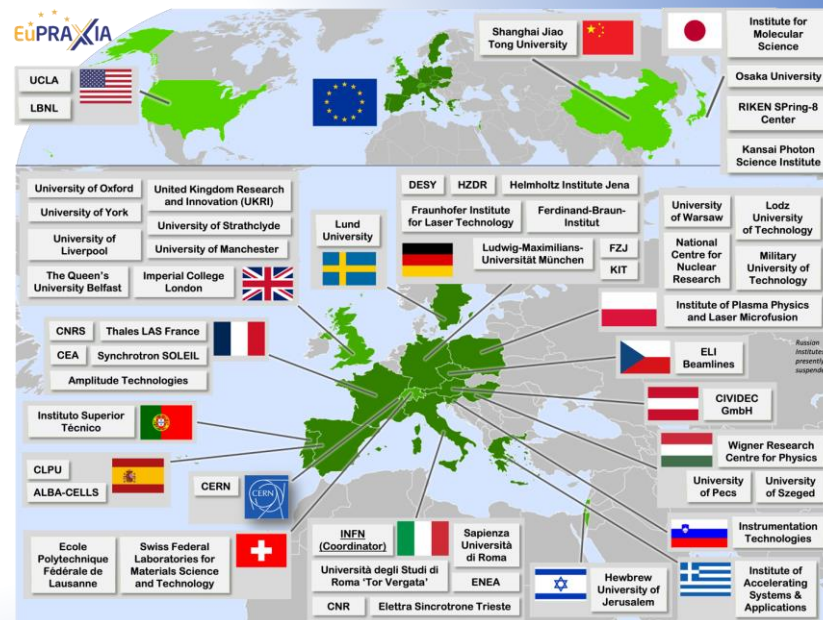 EuPRAXIA
UCLA
LBNL
Shanghai Jiao
Tong University
Institute for
Molecular
Science
Osaka University
RIKEN SPring-8
Center
Kansai Photon
Science Institute
University of Oxford
University of York
University of
Liverpool
The Queen's
University Belfast
United Kingdom Research
and Innovation (UKRI)
University of Strathclyde
University of Manchester
Imperial College
London
Lund
University
DESY
HZDR
Helmholtz Institute Jena
Fraunhofer Institute
for Laser Technology
Ferdinand-Braun-
Institut
Ludwig-Maximilians-
Universität München
FZJ
KIT
University
of Warsaw
Lodz
University
of Technology
National
Centre for
Nuclear
Research
Military
University of
Technology
Institute of Plasma Physics
and Laser Microfusion
CNRS
Thales LAS France
CEA
Synchrotron SOLEIL
Amplitude Technologies
ELI
Beamlines
Russian
Institutes
presently
suspende
CIVIDEC
GmbH
Instituto Superior
Técnico
Wigner Research
Centre for Physics
University
of Pecs
University
of Szeged
CLPU
ALBA-CELLS
CERN
CERN
Instrumentation
Technologies
Ecole
Polytechnique
Fédérale de
Lausanne
Swiss Federal
Laboratories for
Materials Science
and Technology
INFN
(Coordinator)
Sapienza
Università
di Roma
Università degli Studi di
Roma 'Tor Vergata'
ENEA
CNR
Elettra Sincrotrone Trieste
Hewbrew
University of
Jerusalem
Institute of
Accelerating
Systems &
Applications